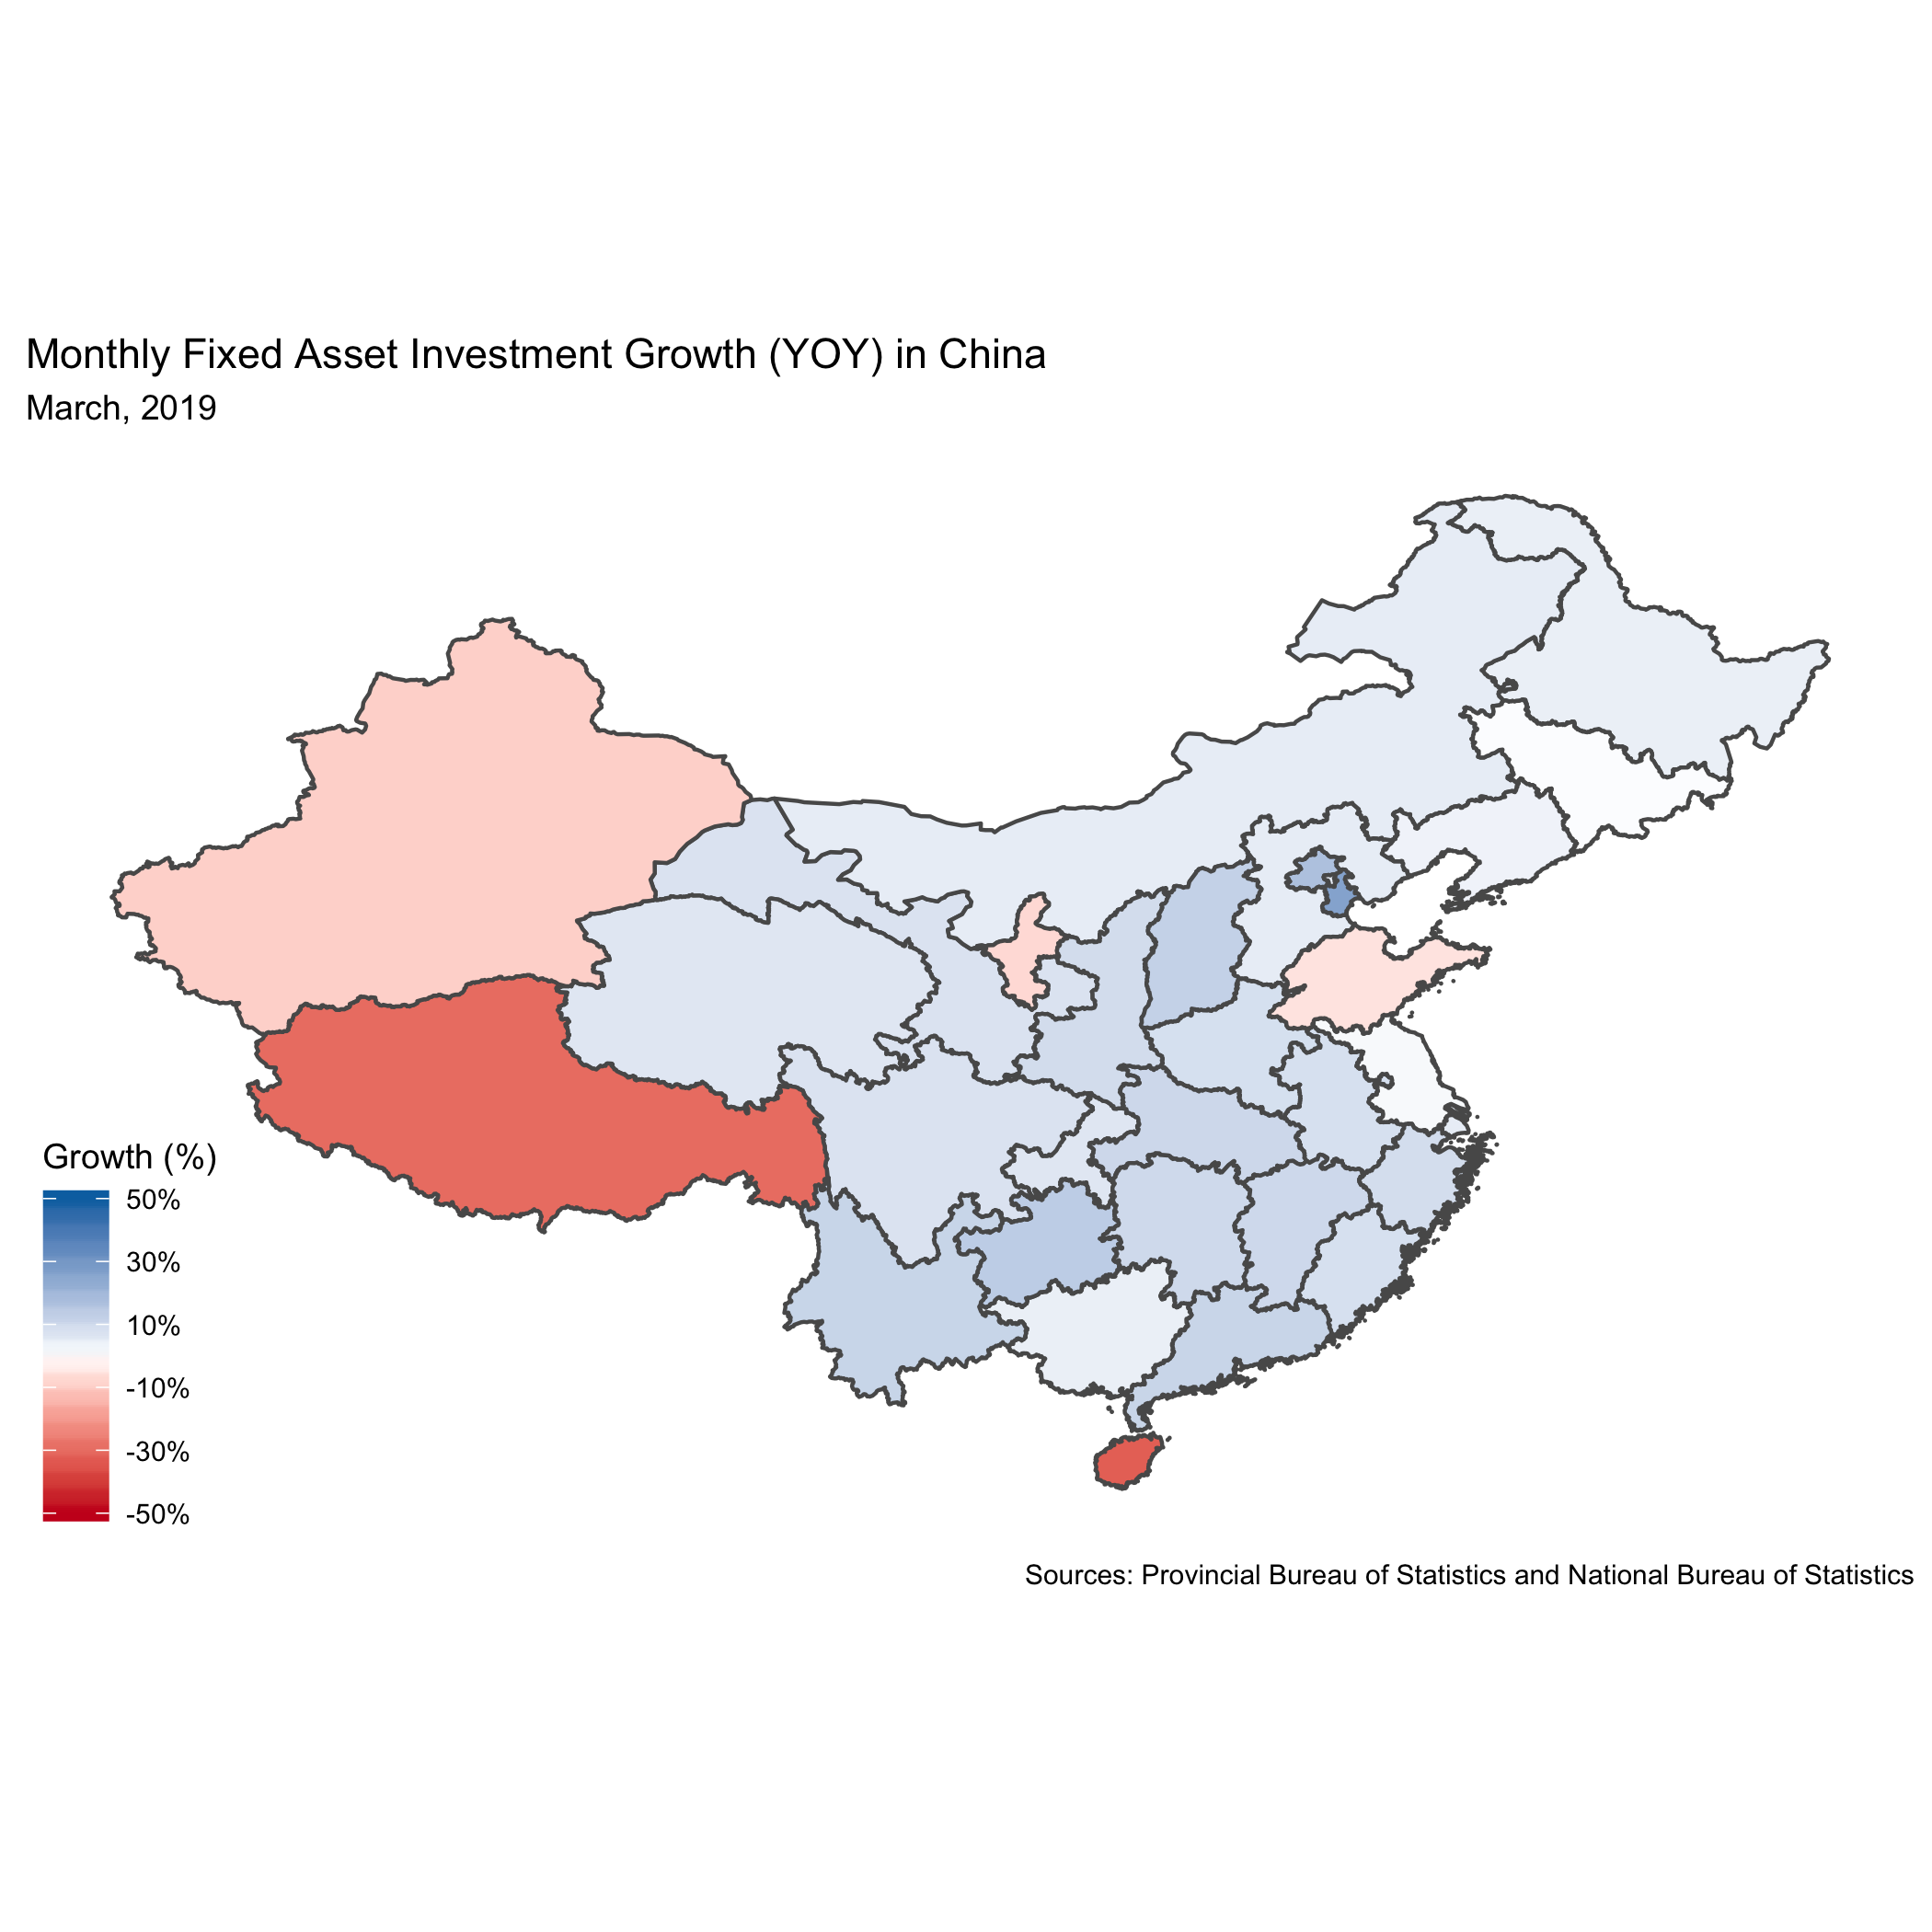 Monthly Fixed Asset Investment Growth (YOY) in China
March, 2019
Growth (%)
50%
30%
10%
-10%
-30%
-50%
Sources: Provincial Bureau of Statistics and National Bureau of Statistics